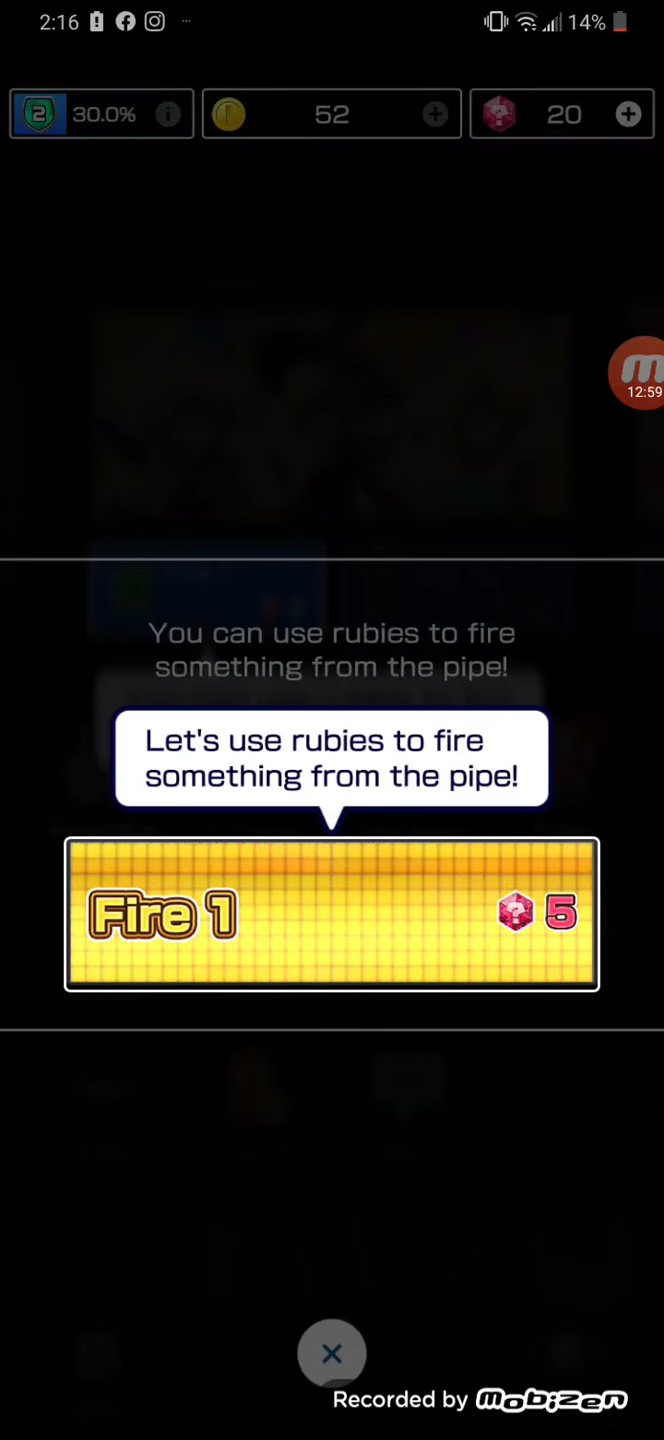 2:16
14%
2 30.0% i 52 + 20 +
m
12:59
You can use rubies to fire
something from the pipe!
Let's use rubies to fire
something from the pipe!
Fire 1 5
Recorded by mobizen